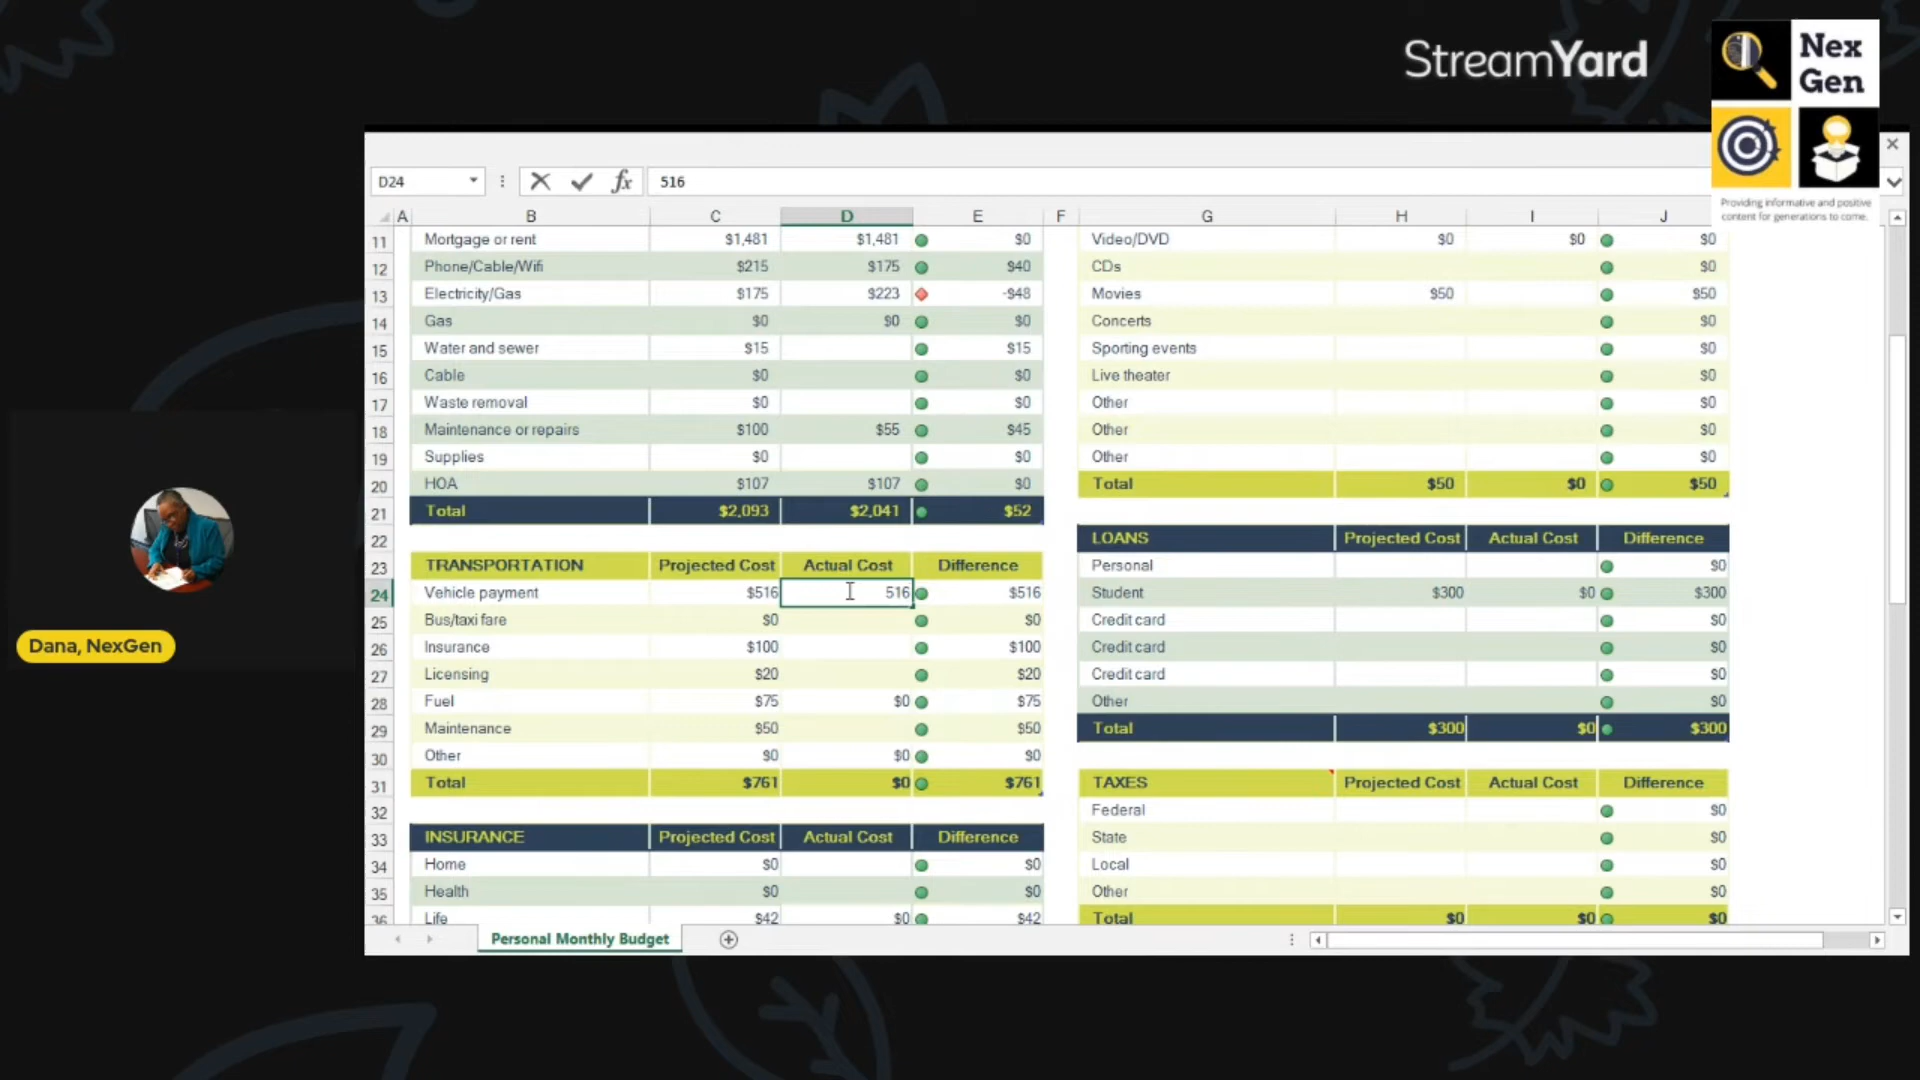 StreamYard
Nex
Gen
Providing informative and positive
content for generations to come.
D24 fx 516
A B C D E F G H I J
11 Mortgage or rent $1,481 $1,481 $0 Video/DVD $0 $0 $0
12 Phone/Cable/Wifi $215 $175 $40 CDs $0
13 Electricity/Gas $175 $223 -$48 Movies $50 $50
14 Gas $0 $0 $0 Concerts $0
15 Water and sewer $15 $15 Sporting events $0
16 Cable $0 $0 Live theater $0
17 Waste removal $0 $0 Other $0
18 Maintenance or repairs $100 $55 $45 Other $0
19 Supplies $0 $0 Other $0
20 HOA $107 $107 $0 Total $50 $0 $50
21 Total $2,093 $2,041 $52
22 LOANS Projected Cost Actual Cost Difference
23 TRANSPORTATION Projected Cost Actual Cost Difference Personal $0
24 Vehicle payment $516 516 $516 Student $300 $0 $300
25 Bus/taxi fare $0 $0 Credit card $0
26 Insurance $100 $100 Credit card $0
27 Licensing $20 $20 Credit card $0
28 Fuel $75 $0 $75 Other $0
29 Maintenance $50 $50 Total $300 $0 $300
30 Other $0 $0 $0
31 Total $761 $0 $761 TAXES Projected Cost Actual Cost Difference
32 Federal $0
33 INSURANCE Projected Cost Actual Cost Difference State $0
34 Home $0 $0 Local $0
35 Health $0 $0 Other $0
36 Life $42 $0 $42 Total $0 $0 $0
Personal Monthly Budget
Dana, NexGen